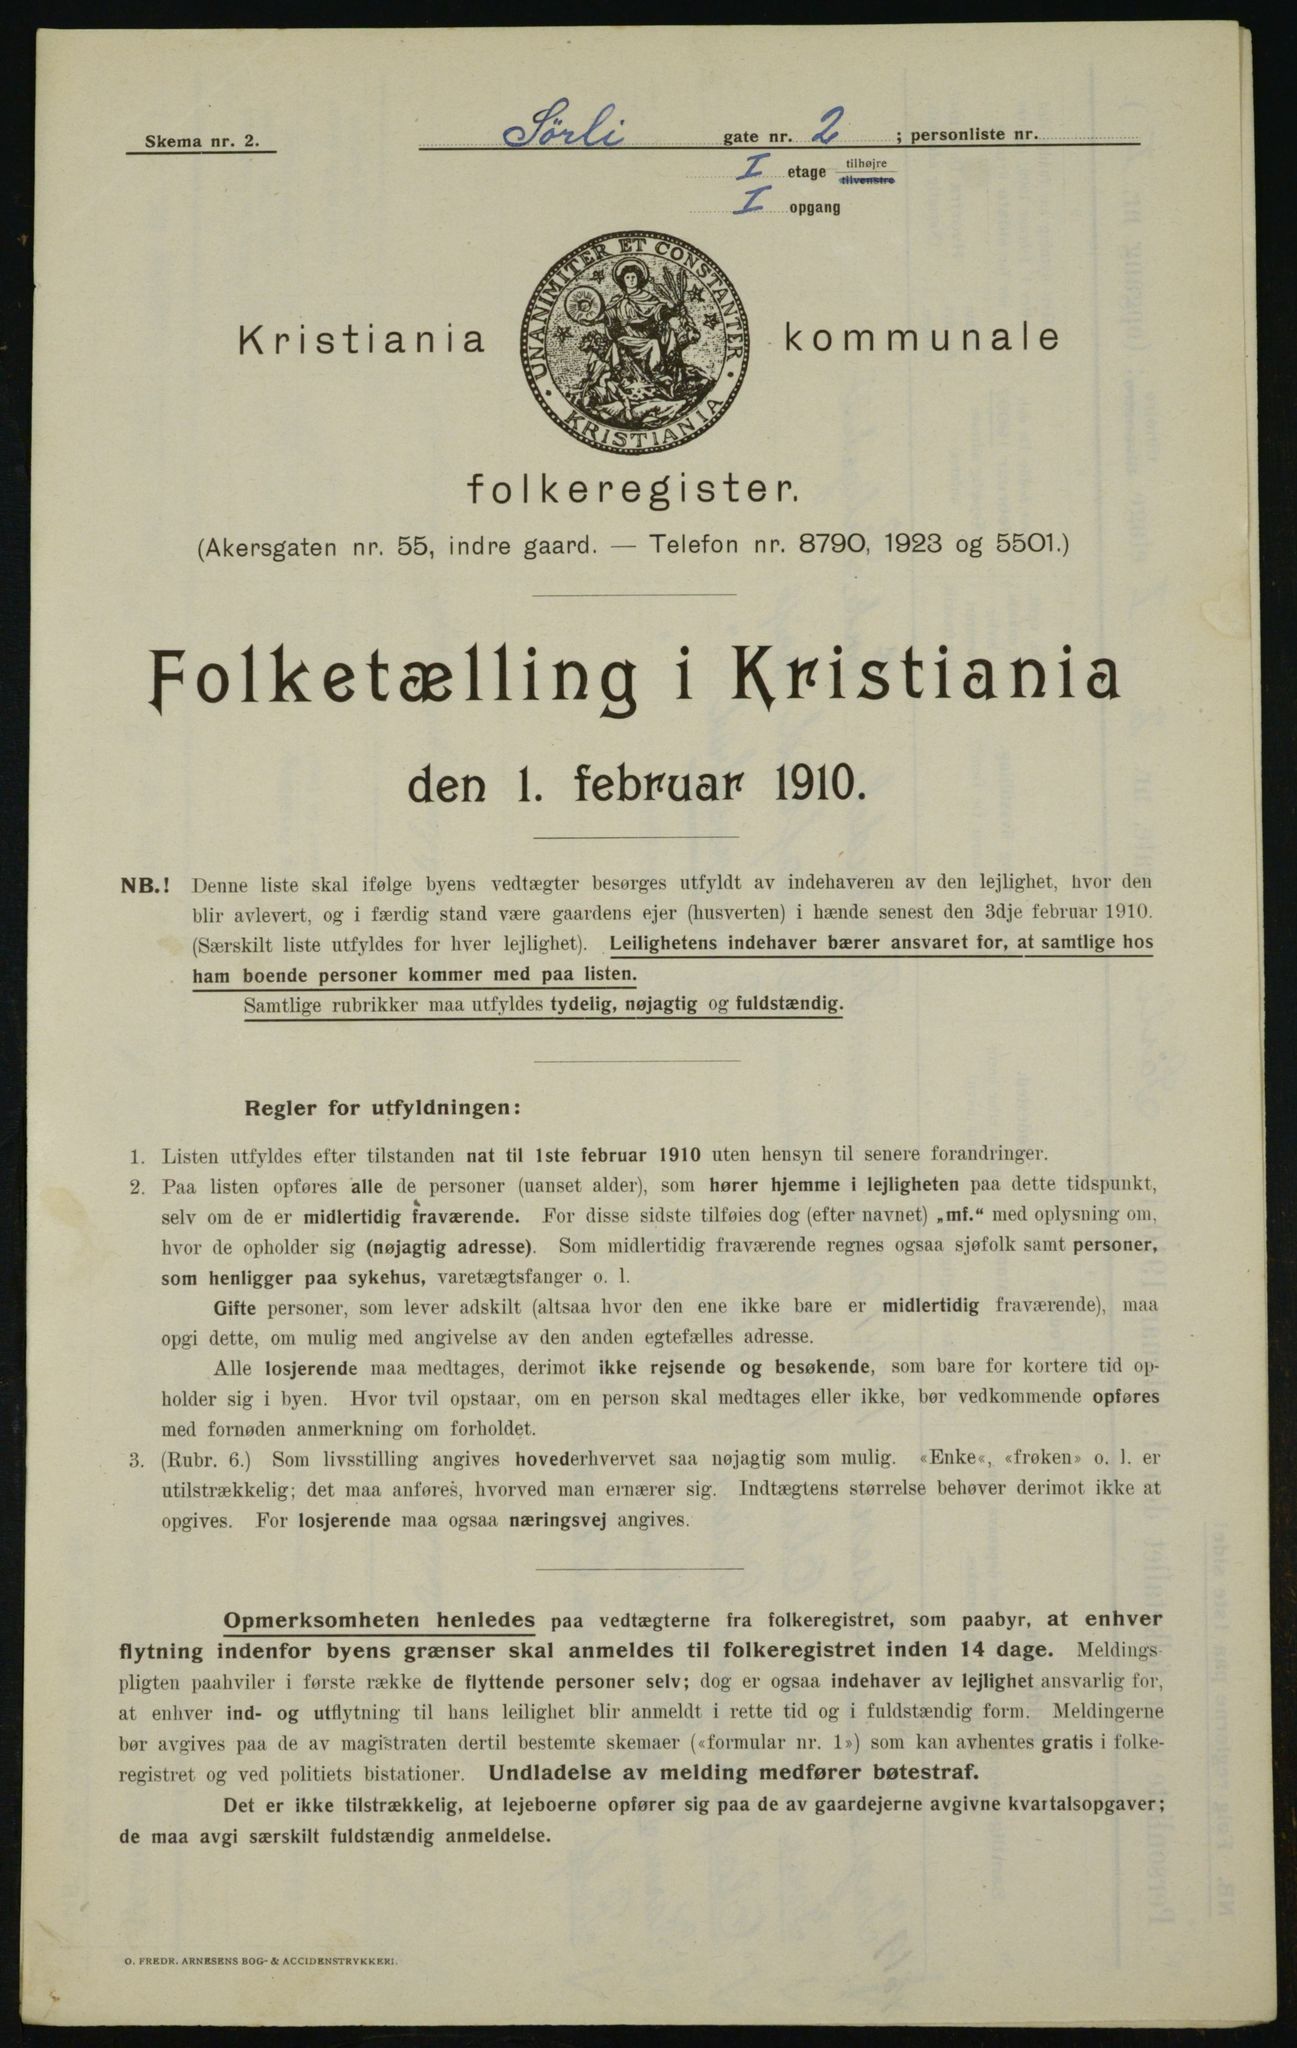 Skema nr. 2.
Sörli gate nr. 2 ; personliste nr.
I etage tilhøjre
tilvenstre
I opgang
UNANIMITER ET CONSTANTER
KRISTIANIA
Kristiania kommunale
folkeregister.
(Akersgaten nr. 55, indre gaard. — Telefon nr. 8790, 1923 og 5501.)
Folketælling i Kristiania
den 1. februar 1910.
NB.! Denne liste skal ifølge byens vedtægter besørges utfyldt av indehaveren av den lejlighet, hvor den
blir avlevert, og i færdig stand være gaardens ejer (husverten) i hænde senest den 3dje februar 1910.
(Særskilt liste utfyldes for hver lejlighet). Leilighetens indehaver bærer ansvaret for, at samtlige hos
ham boende personer kommer med paa listen.
Samtlige rubrikker maa utfyldes tydelig, nøjagtig og fuldstændig.
Regler for utfyldningen:
1. Listen utfyldes efter tilstanden nat til 1ste februar 1910 uten hensyn til senere forandringer.
2. Paa listen opføres alle de personer (uanset alder), som hører hjemme i lejligheten paa dette tidspunkt,
selv om de er midlertidig fraværende. For disse sidste tilføies dog (efter navnet) „mf.“ med oplysning om,
hvor de opholder sig (nøjagtig adresse). Som midlertidig fraværende regnes ogsaa sjøfolk samt personer,
som henligger paa sykehus, varetægtsfanger o. l.
Gifte personer, som lever adskilt (altsaa hvor den ene ikke bare er midlertidig fraværende), maa
opgi dette, om mulig med angivelse av den anden egtefælles adresse.
Alle losjerende maa medtages, derimot ikke rejsende og besøkende, som bare for kortere tid op-
holder sig i byen. Hvor tvil opstaar, om en person skal medtages eller ikke, bør vedkommende opføres
med fornøden anmerkning om forholdet.
3. (Rubr. 6.) Som livsstilling angives hovederhvervet saa nøjagtig som mulig. «Enke«, «frøken» o. l. er
utilstrækkelig; det maa anføres, hvorved man ernærer sig. Indtægtens størrelse behøver derimot ikke at
opgives. For losjerende maa ogsaa næringsvej angives.
Opmerksomheten henledes paa vedtægterne fra folkeregistret, som paabyr, at enhver
flytning indenfor byens grænser skal anmeldes til folkeregistret inden 14 dage. Meldings-
pligten paahviler i første række de flyttende personer selv; dog er ogsaa indehaver av lejlighet ansvarlig for,
at enhver ind- og utflytning til hans leilighet blir anmeldt i rette tid og i fuldstændig form. Meldingerne
bør avgives paa de av magistraten dertil bestemte skemaer («formular nr. 1») som kan avhentes gratis i folke-
registret og ved politiets bistationer. Undladelse av melding medfører bøtestraf.
Det er ikke tilstrækkelig, at lejeboerne opfører sig paa de av gaardejerne avgivne kvartalsopgaver;
de maa avgi særskilt fuldstændig anmeldelse.
O. FREDR. ARNESENS BOG- & ACCIDENSTRYKKERI.